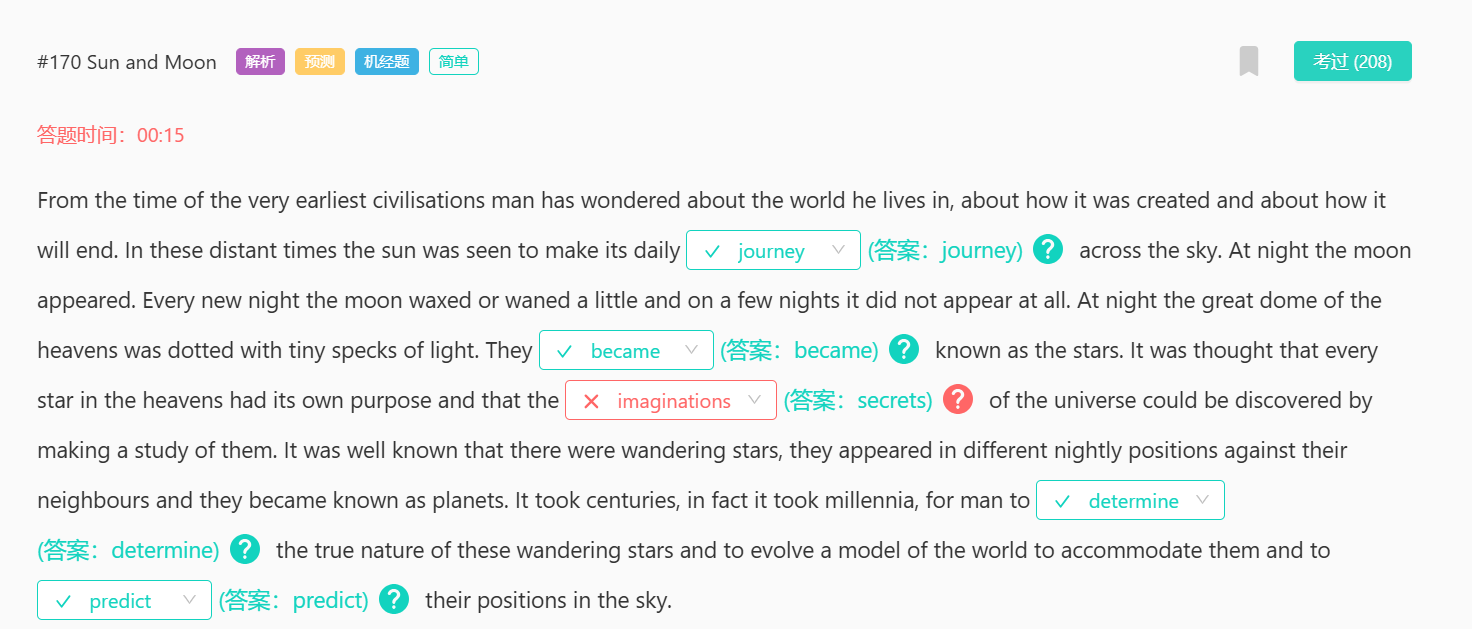 #170 Sun and Moon 解析 预测 机经题 简单 考过 (208)
答题时间：00:15
From the time of the very earliest civilisations man has wondered about the world he lives in, about how it was created and about how it
will end. In these distant times the sun was seen to make its daily journey (答案：journey) ? across the sky. At night the moon
appeared. Every new night the moon waxed or waned a little and on a few nights it did not appear at all. At night the great dome of the
heavens was dotted with tiny specks of light. They became (答案：became) ? known as the stars. It was thought that every
star in the heavens had its own purpose and that the imaginations (答案：secrets) ? of the universe could be discovered by
making a study of them. It was well known that there were wandering stars, they appeared in different nightly positions against their
neighbours and they became known as planets. It took centuries, in fact it took millennia, for man to determine
(答案：determine) ? the true nature of these wandering stars and to evolve a model of the world to accommodate them and to
predict (答案：predict) ? their positions in the sky.